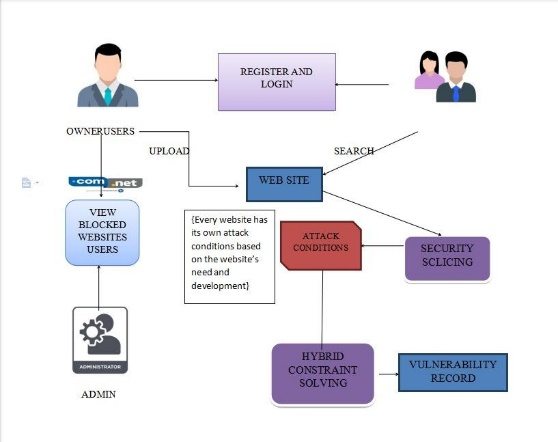 REGISTER AND
LOGIN
OWNERUSERS
UPLOAD
SEARCH
WEB SITE
.com .net
VIEW
BLOCKED
WEBSITES
USERS
{Every website has
its own attack
conditions based
on the website's
need and
development}
ATTACK
CONDITIONS
SECURITY
SCLICING
ADMINISTRATOR
ADMIN
HYBRID
CONSTRAINT
SOLVING
VULNERABILITY
RECORD